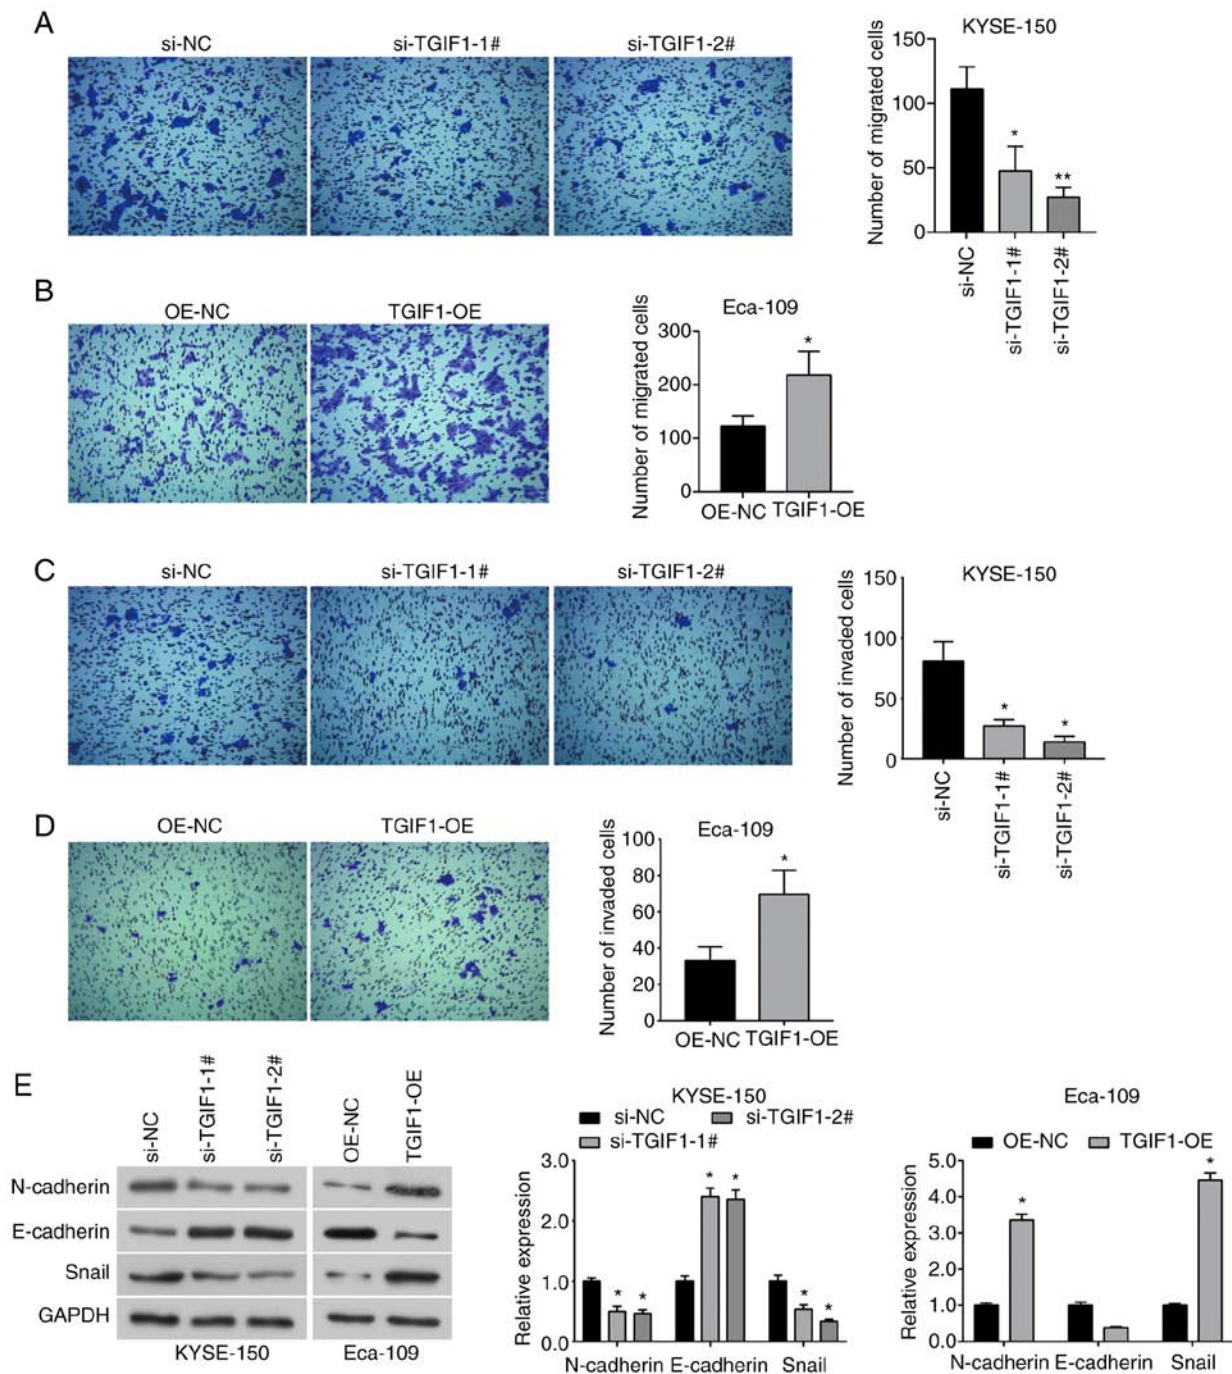 A
si-NC
si-TGIF1-1#
si-TGIF1-2#
KYSE-150
Number of migrated cells
150
100
50
0
*
**
si-NC
si-TGIF1-1#
si-TGIF1-2#
B
OE-NC
TGIF1-OE
Eca-109
Number of migrated cells
300
200
100
0
*
OE-NC
TGIF1-OE
C
si-NC
si-TGIF1-1#
si-TGIF1-2#
KYSE-150
Number of invaded cells
150
100
50
0
*
*
si-NC
si-TGIF1-1#
si-TGIF1-2#
D
OE-NC
TGIF1-OE
Eca-109
Number of invaded cells
100
80
60
40
20
0
*
OE-NC
TGIF1-OE
E
si-NC
si-TGIF1-1#
si-TGIF1-2#
OE-NC
TGIF1-OE
N-cadherin
E-cadherin
Snail
GAPDH
KYSE-150
Eca-109
KYSE-150
si-NC
si-TGIF1-2#
si-TGIF1-1#
Relative expression
3.0
2.0
1.0
0.0
* *
* *
* *
N-cadherin
E-cadherin
Snail
Eca-109
OE-NC
TGIF1-OE
Relative expression
5.0
4.0
3.0
2.0
1.0
0.0
*
*
N-cadherin
E-cadherin
Snail